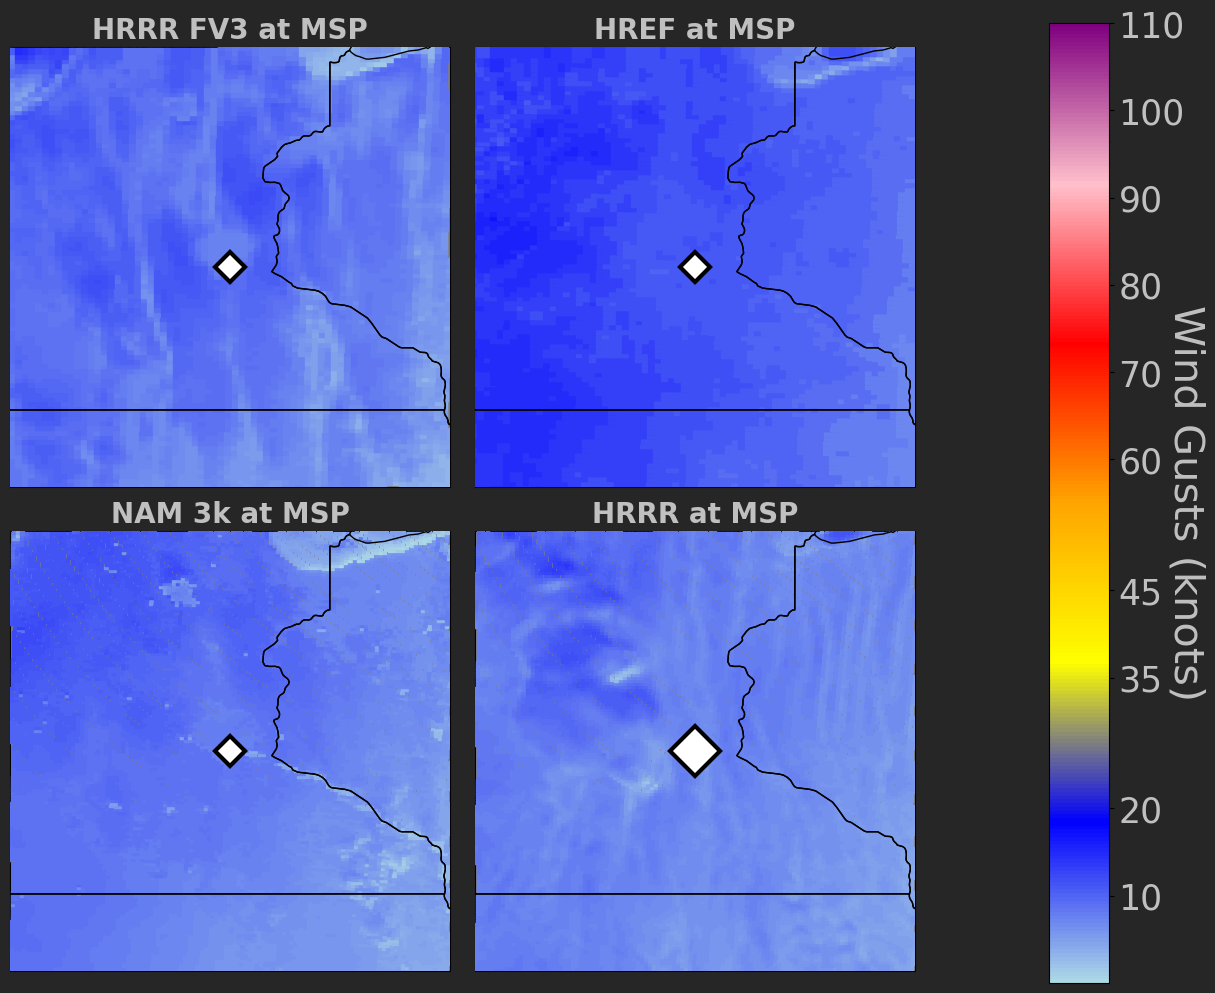 HRRR FV3 at MSP
HREF at MSP
NAM 3k at MSP
HRRR at MSP
110
100
90
80
70
60
45
35
20
10
Wind Gusts (knots)